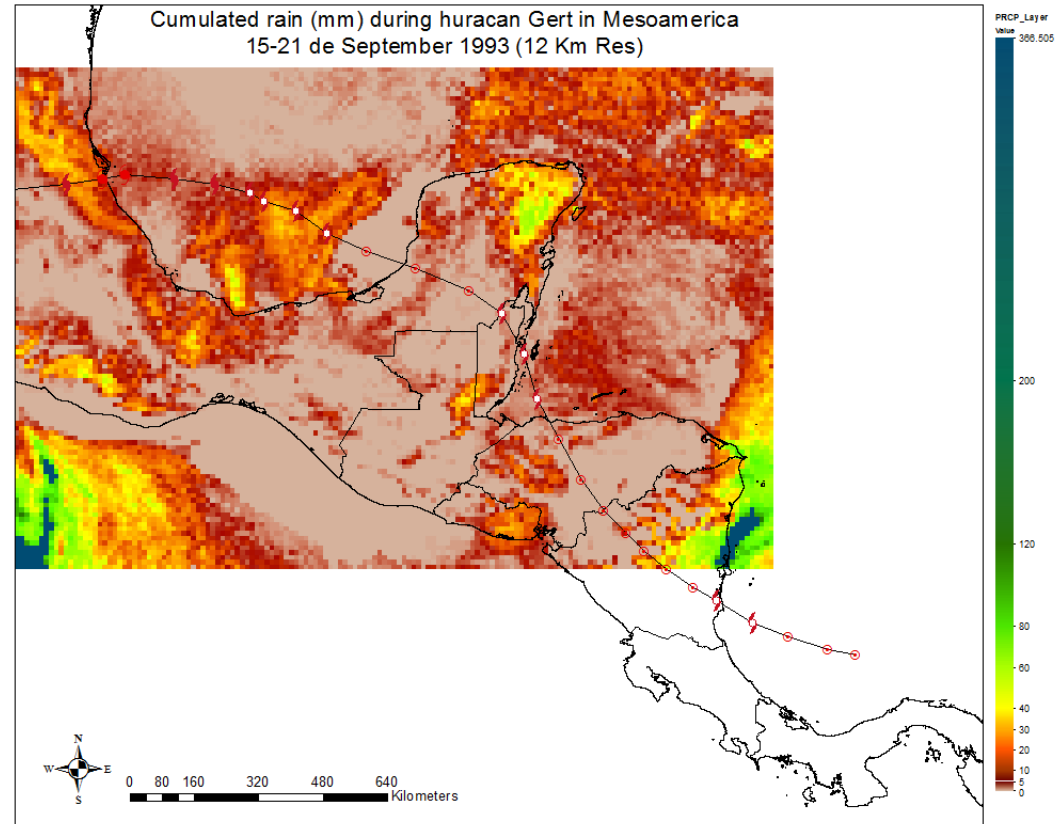 Cumulated rain (mm) during huracan Gert in Mesoamerica
15-21 de September 1993 (12 Km Res)
PRCP_Layer
Value
366.505
200
120
80
60
40
30
20
10
5
0
N
W
E
S
0 80 160 320 480 640
Kilometers